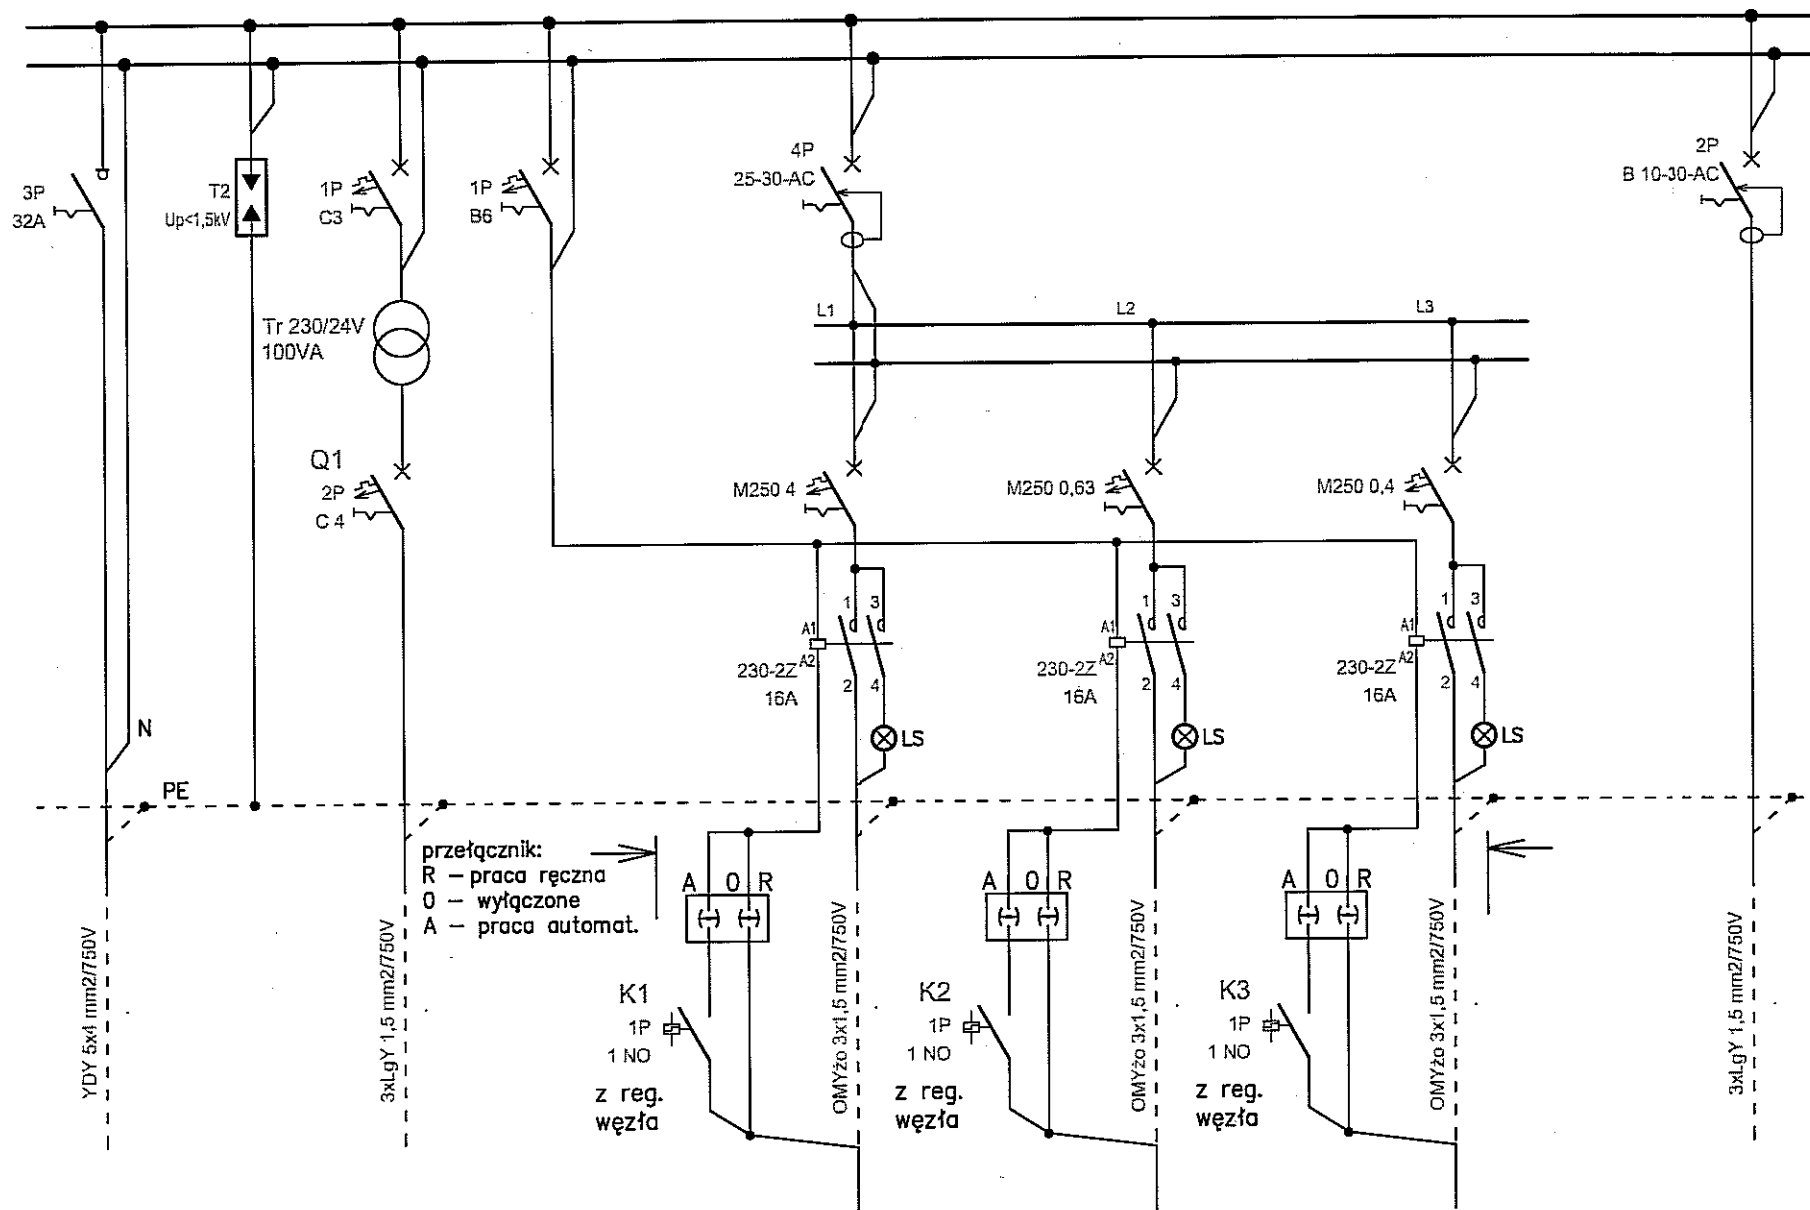 3P
32A
T2
Up<1,5kV
1P
C3
1P
B6
4P
25-30-AC
2P
B 10-30-AC
Tr 230/24V
100VA
L1
L2
L3
Q1
2P
C 4
M250 4
M250 0,63
M250 0,4
1
3
A1
A2
230-2Z
16A
2
4
LS
1
3
A1
A2
230-2Z
16A
2
4
LS
1
3
A1
A2
230-2Z
16A
2
4
LS
N
PE
przełącznik:
R – praca ręczna
0 – wyłączone
A – praca automat.
A 0 R
A 0 R
A 0 R
K1
1P
1 NO
z reg.
węzła
K2
1P
1 NO
z reg.
węzła
K3
1P
1 NO
z reg.
węzła
YDY 5x4 mm2/750V
3xLgY 1,5 mm2/750V
OMYżo 3x1,5 mm2/750V
OMYżo 3x1,5 mm2/750V
OMYżo 3x1,5 mm2/750V
3xLgY 1,5 mm2/750V